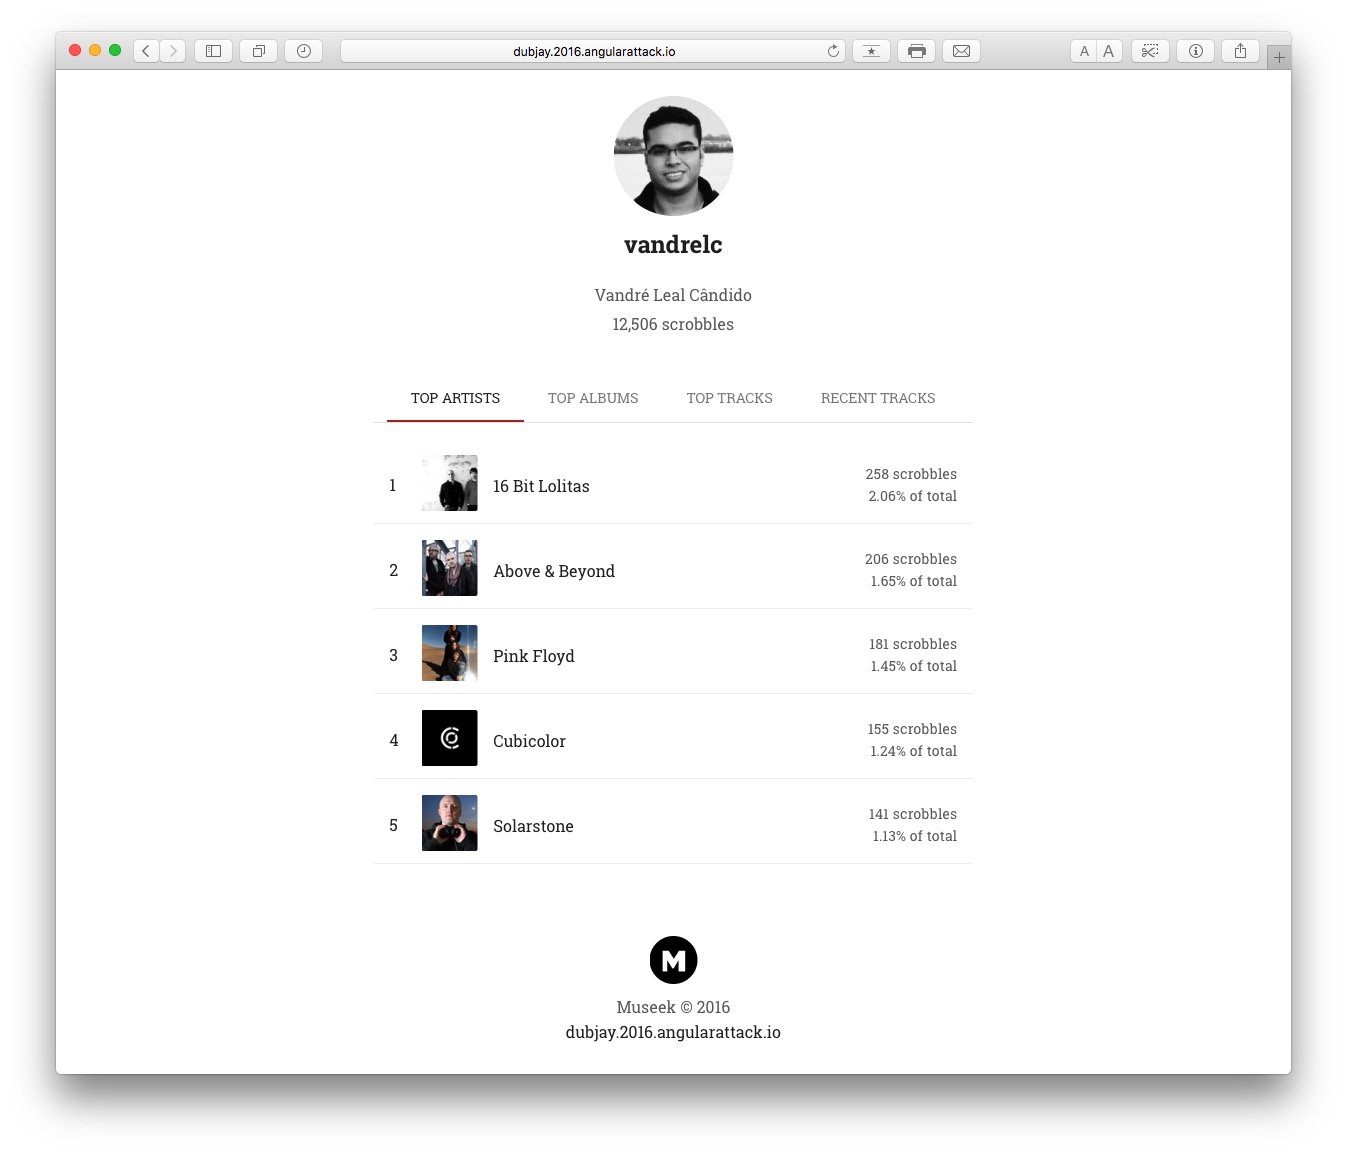 dubjay.2016.angularattack.io
A A
vandrelc
Vandré Leal Cândido
12,506 scrobbles
TOP ARTISTS TOP ALBUMS TOP TRACKS RECENT TRACKS
1 16 Bit Lolitas 258 scrobbles
2.06% of total
2 Above & Beyond 206 scrobbles
1.65% of total
3 Pink Floyd 181 scrobbles
1.45% of total
4 Cubicolor 155 scrobbles
1.24% of total
5 Solarstone 141 scrobbles
1.13% of total
M
Museek © 2016
dubjay.2016.angularattack.io